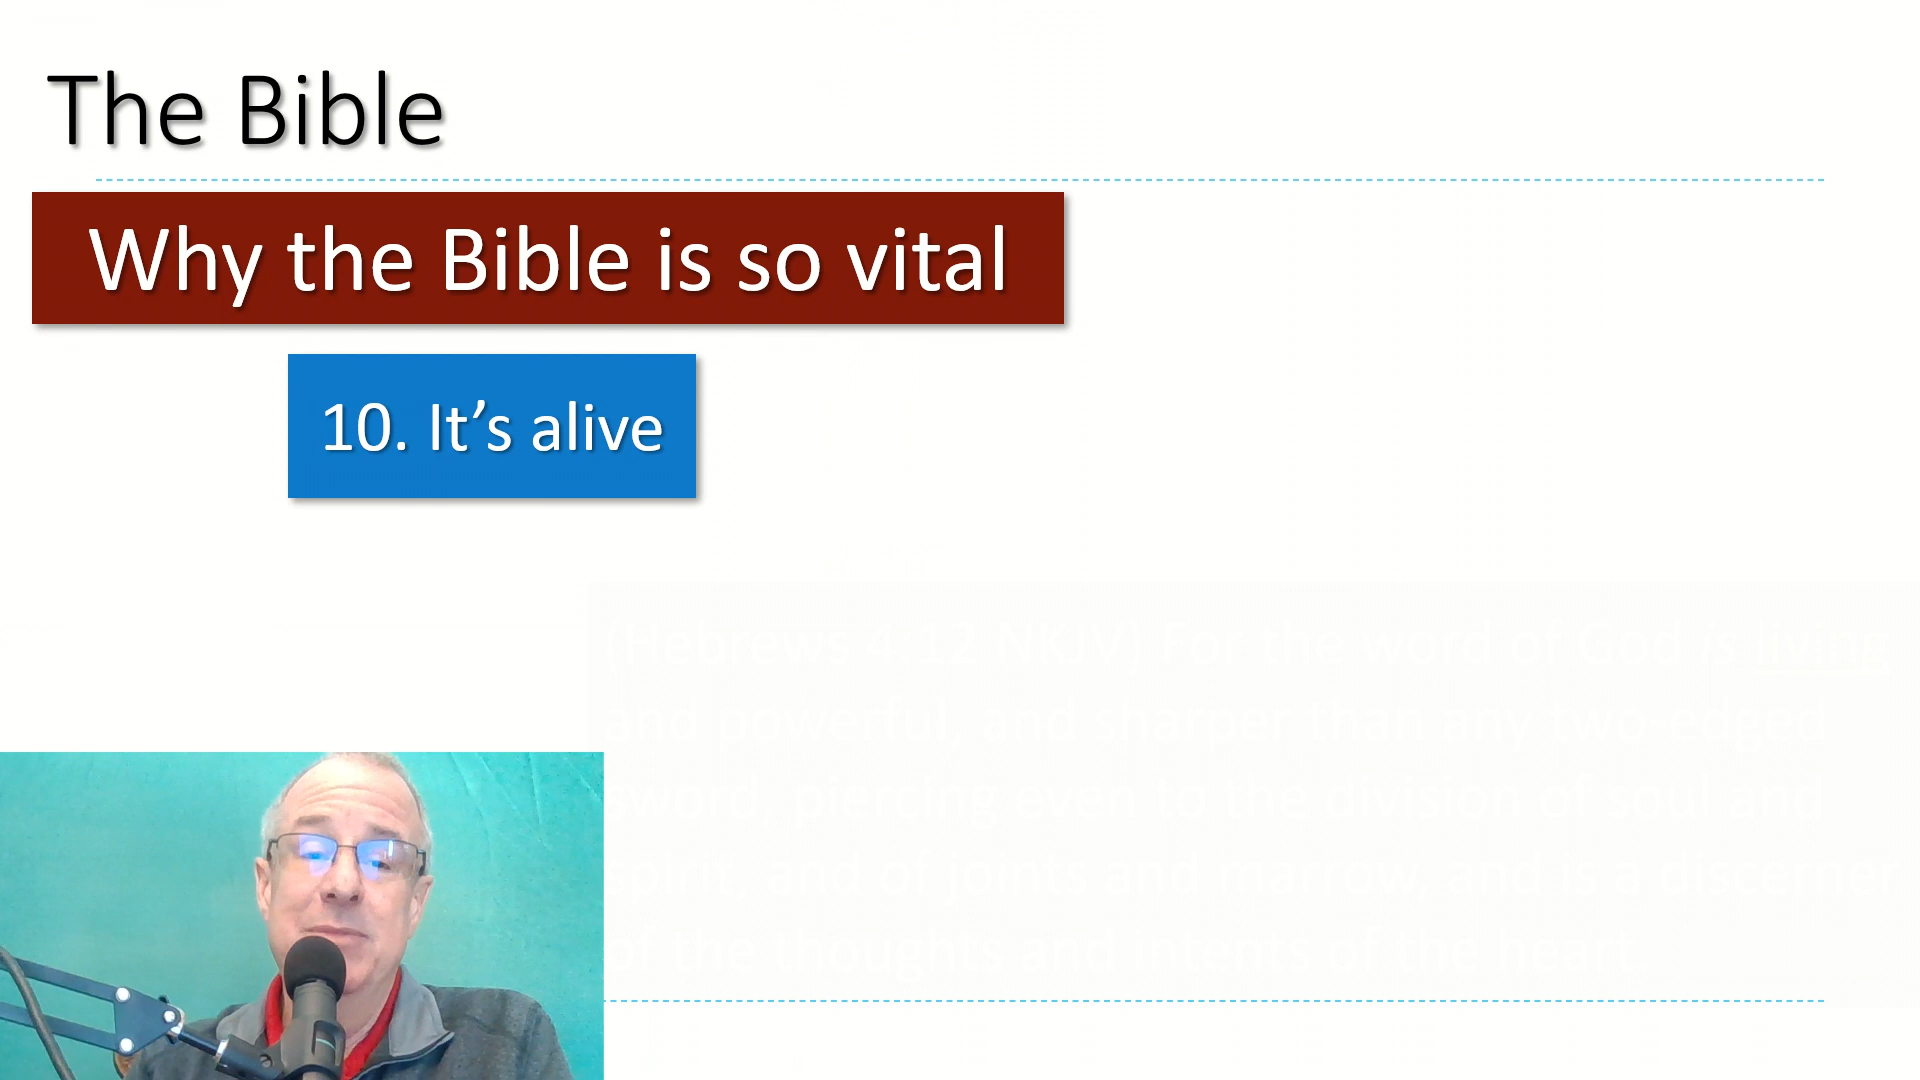 The Bible
Why the Bible is so vital
10. It’s alive
(Hebrews 4:12 NKJV) For the word of God is living
and powerful, and sharper than any two-edged
sword, piercing even to the division of soul and
spirit, and of joints and marrow, and is a discerner
of the thoughts and intents of the heart.